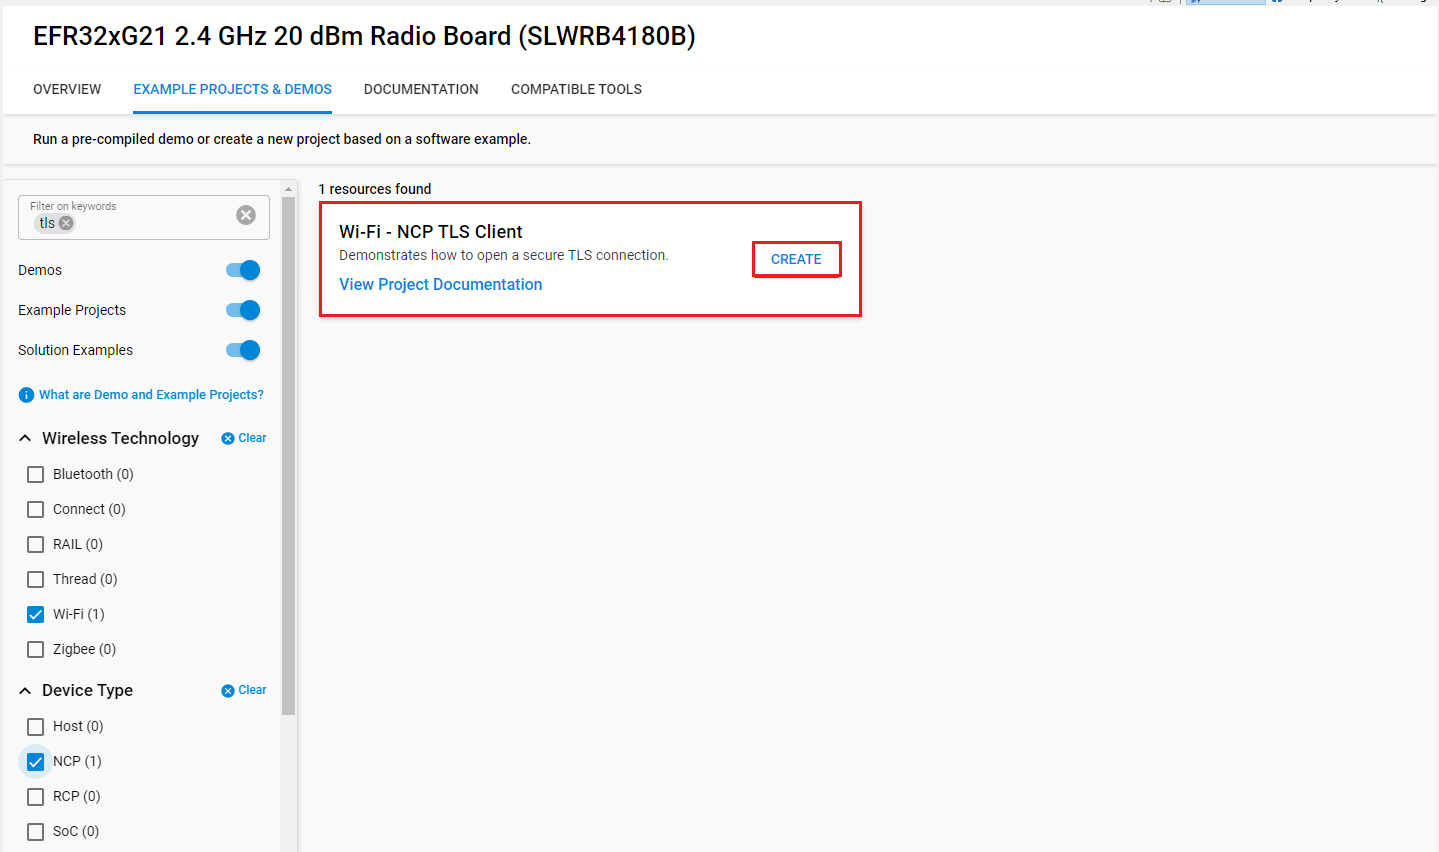 EFR32xG21 2.4 GHz 20 dBm Radio Board (SLWRB4180B)
OVERVIEW EXAMPLE PROJECTS & DEMOS DOCUMENTATION COMPATIBLE TOOLS
Run a pre-compiled demo or create a new project based on a software example.
Filter on keywords
tls
Demos
Example Projects
Solution Examples
What are Demo and Example Projects?
Wireless Technology Clear
Bluetooth (0)
Connect (0)
RAIL (0)
Thread (0)
Wi-Fi (1)
Zigbee (0)
Device Type Clear
Host (0)
NCP (1)
RCP (0)
SoC (0)
1 resources found
Wi-Fi - NCP TLS Client
Demonstrates how to open a secure TLS connection.
View Project Documentation
CREATE